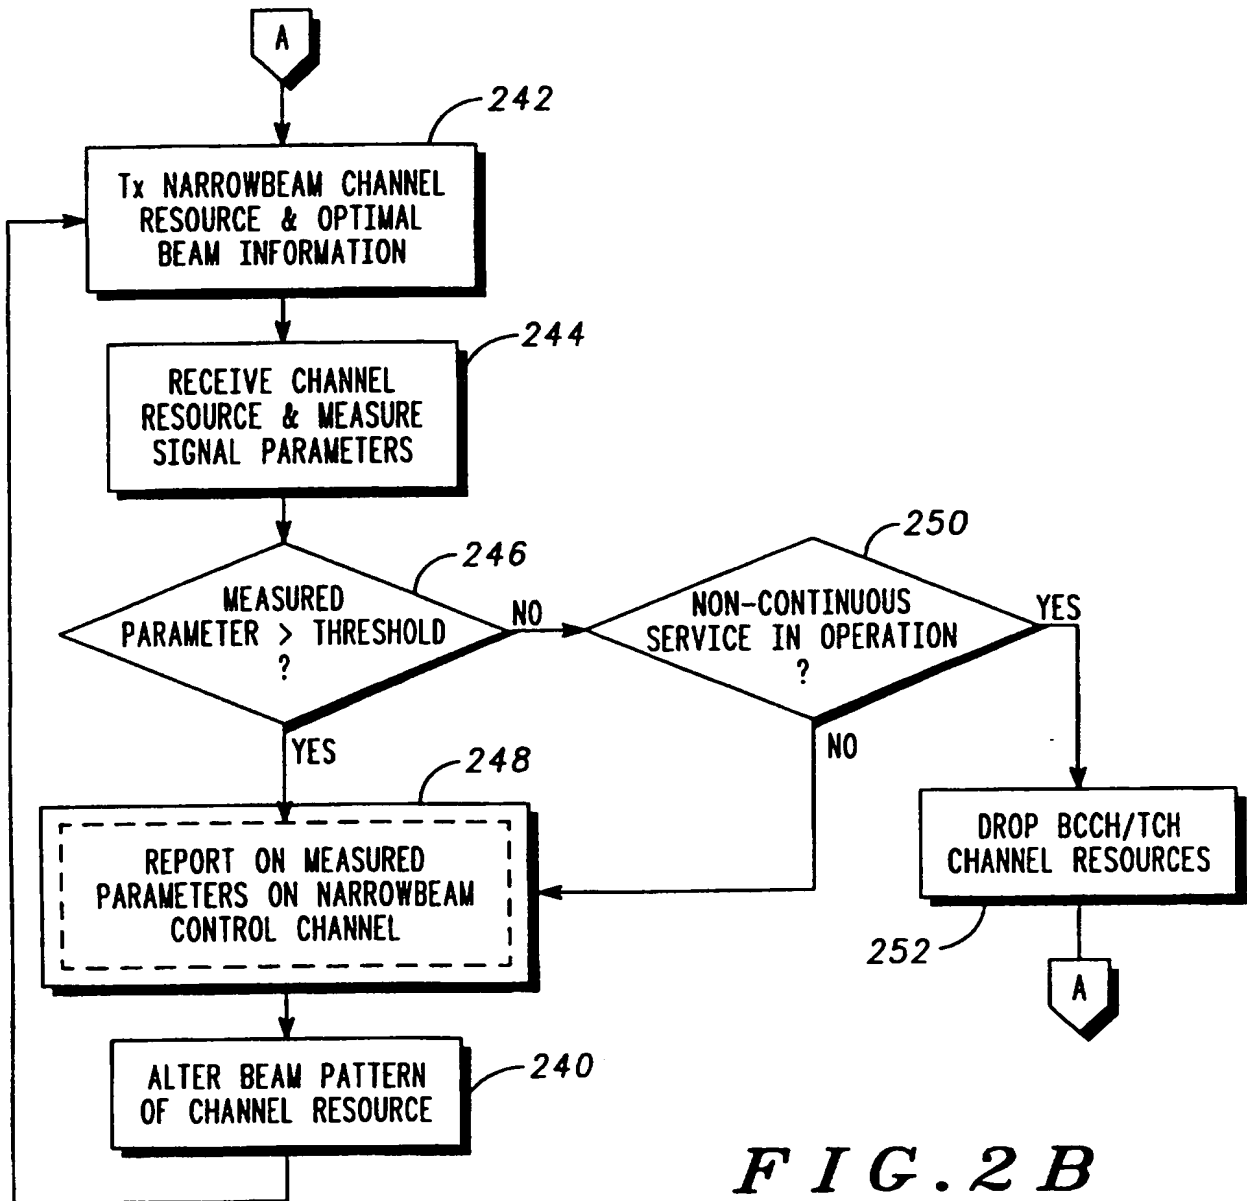 A
242
Tx NARROWBEAM CHANNEL
RESOURCE & OPTIMAL
BEAM INFORMATION
244
RECEIVE CHANNEL
RESOURCE & MEASURE
SIGNAL PARAMETERS
246
MEASURED
PARAMETER > THRESHOLD
?
NO
250
NON-CONTINUOUS
SERVICE IN OPERATION
?
YES
YES
NO
248
REPORT ON MEASURED
PARAMETERS ON NARROWBEAM
CONTROL CHANNEL
DROP BCCH/TCH
CHANNEL RESOURCES
252
A
240
ALTER BEAM PATTERN
OF CHANNEL RESOURCE
FIG.2B